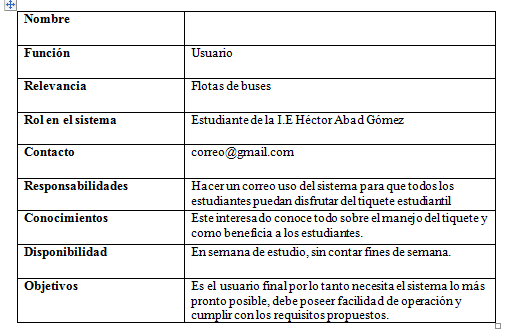 Nombre
Función Usuario
Relevancia Flotas de buses
Rol en el sistema Estudiante de la I.E Héctor Abad Gómez
Contacto correo@gmail.com
Responsabilidades Hacer un correo uso del sistema para que todos los
estudiantes puedan disfrutar del tiquete estudiantil
Conocimientos Este interesado conoce todo sobre el manejo del tiquete y
como beneficia a los estudiantes.
Disponibilidad En semana de estudio, sin contar fines de semana.
Objetivos Es el usuario final por lo tanto necesita el sistema lo más
pronto posible, debe poseer facilidad de operación y
cumplir con los requisitos propuestos.